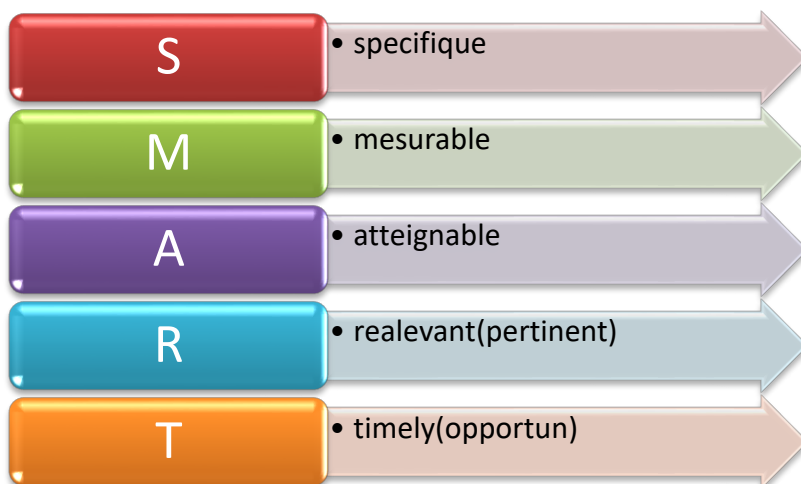 S
• specifique
M
• mesurable
A
• atteignable
R
• realevant(pertinent)
T
• timely(opportun)